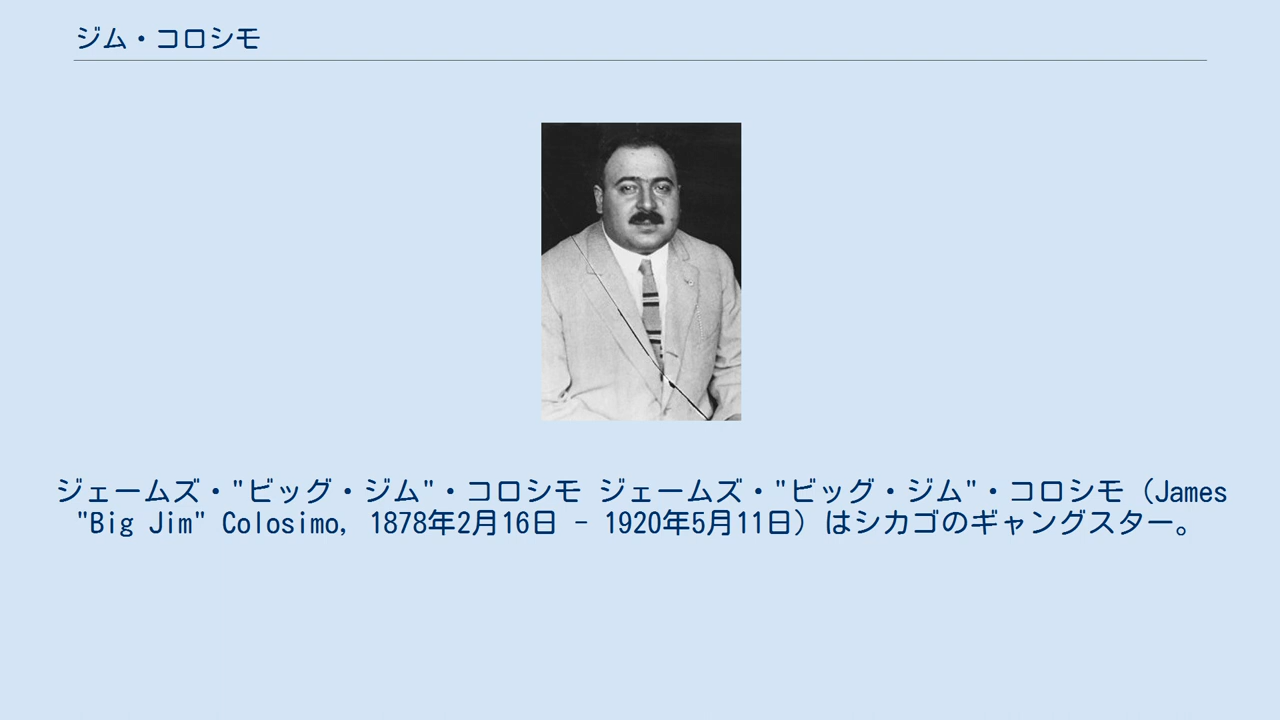 ジム・コロシモ
ジェームズ・"ビッグ・ジム"・コロシモ ジェームズ・"ビッグ・ジム"・コロシモ（James
"Big Jim" Colosimo, 1878年2月16日 - 1920年5月11日）はシカゴのギャングスター。